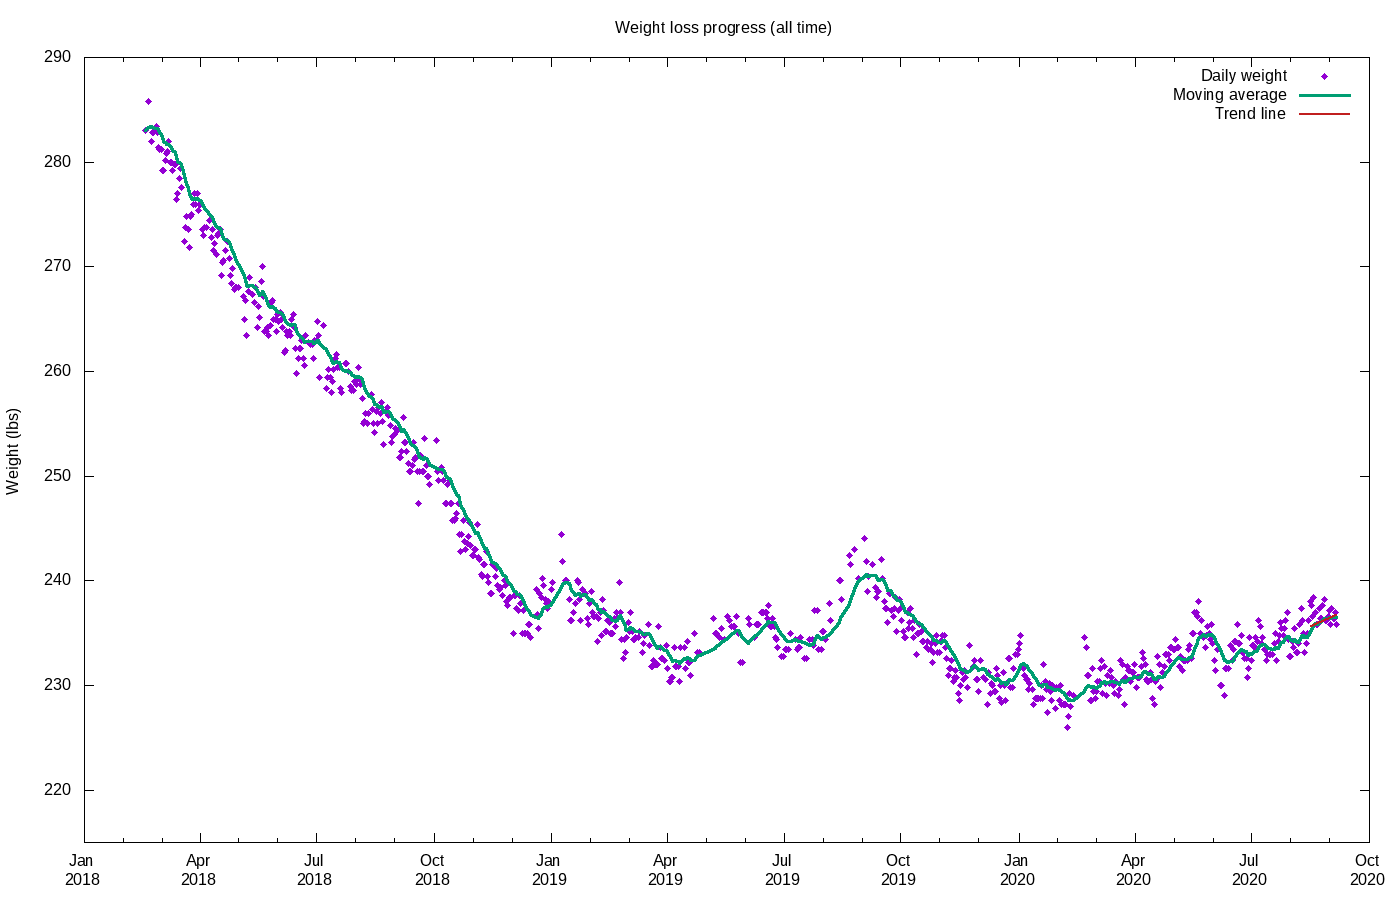 Weight loss progress (all time)
290
280
270
260
250
240
230
220
Weight (lbs)
Daily weight
Moving average
Trend line
Jan Apr Jul Oct Jan Apr Jul Oct Jan Apr Jul Oct
2018 2018 2018 2018 2019 2019 2019 2019 2020 2020 2020 2020